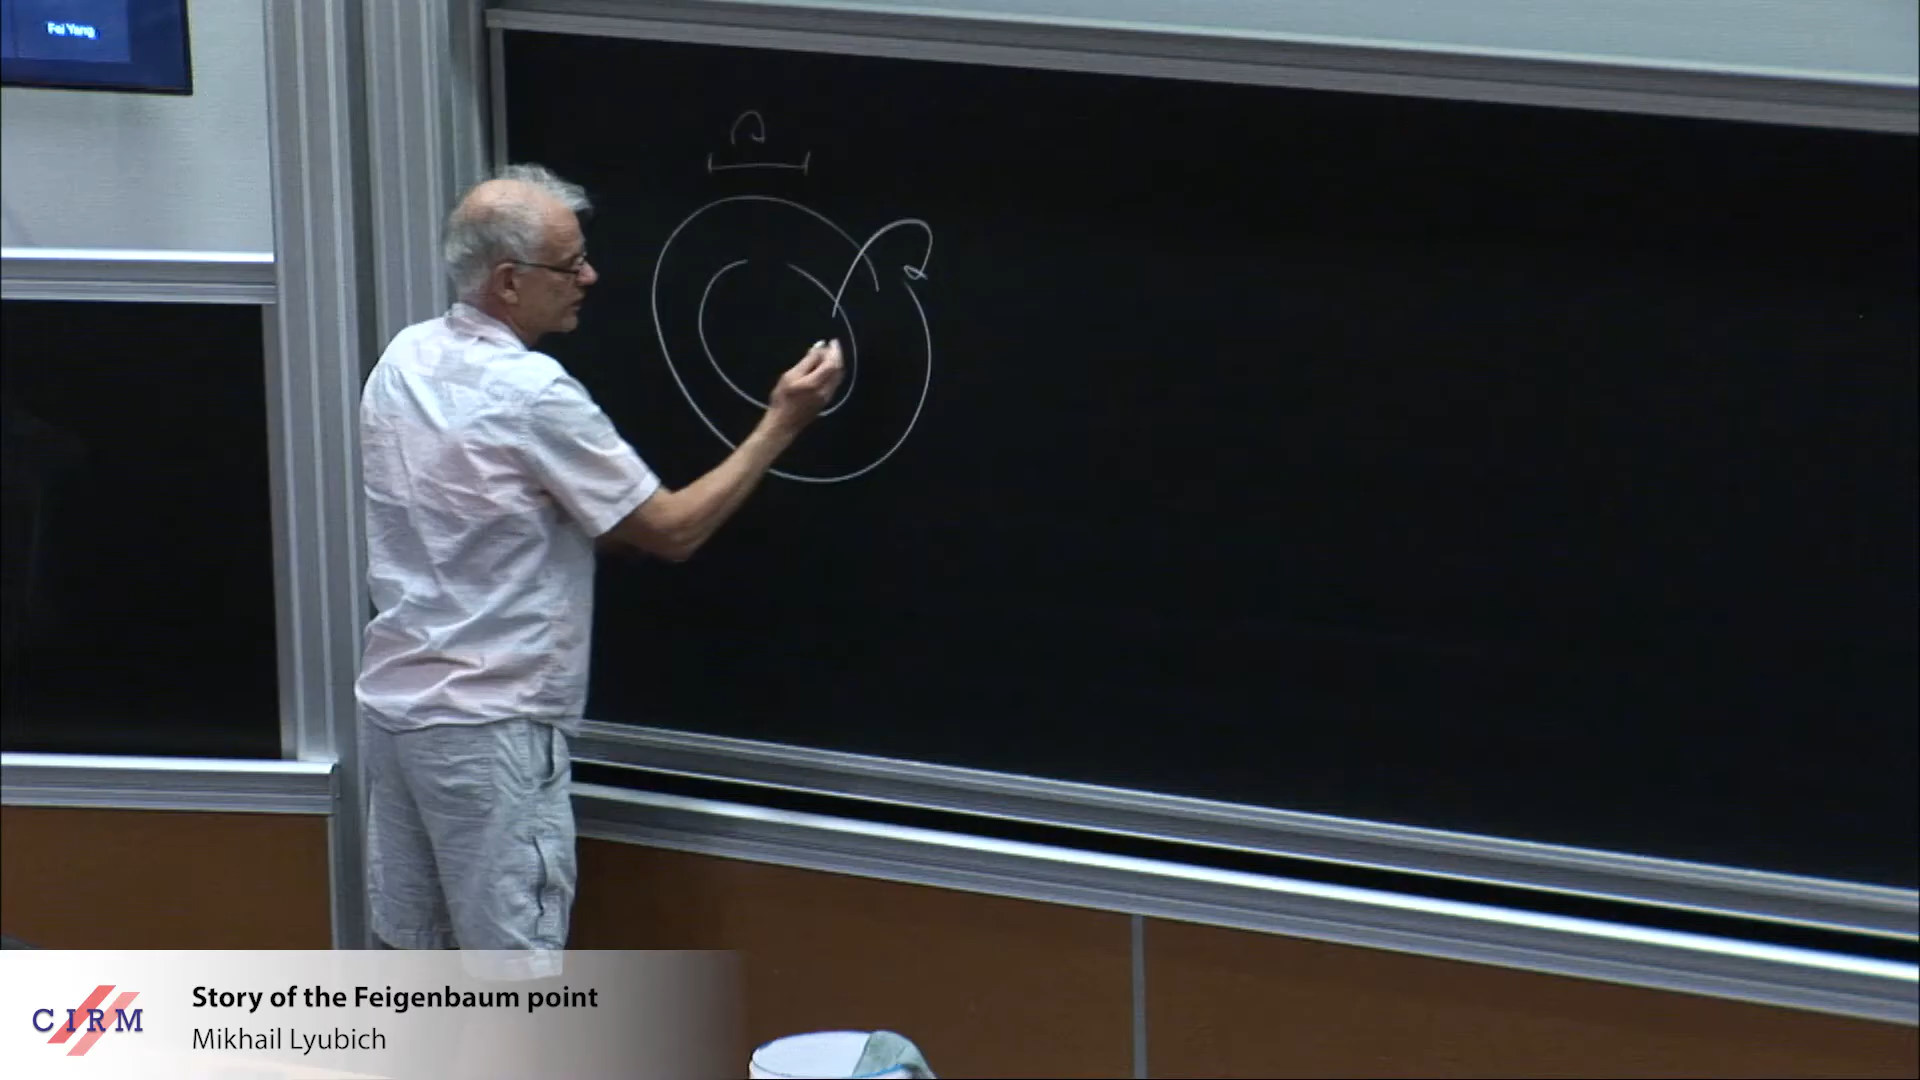 Fei Yang
CIRM
Story of the Feigenbaum point
Mikhail Lyubich